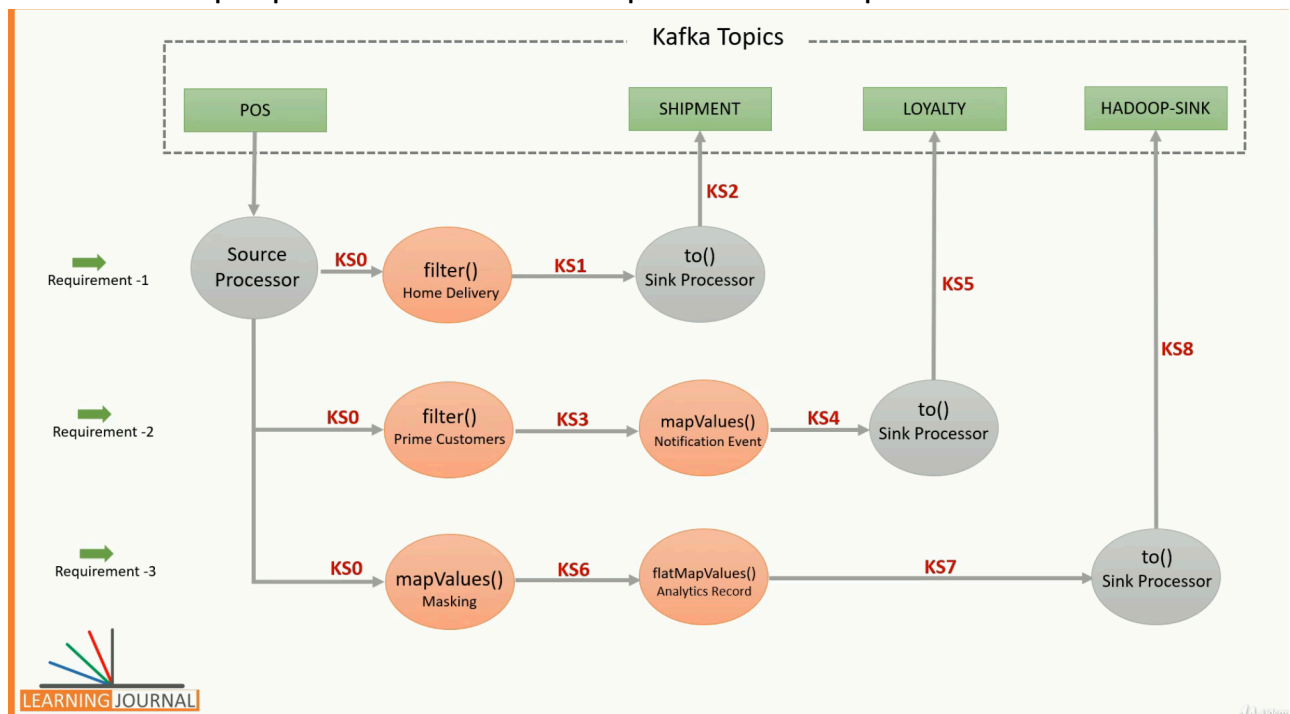 Kafka Topics
POS
SHIPMENT
LOYALTY
HADOOP-SINK
KS2
Requirement -1
Source
Processor
KS0
filter()
Home Delivery
KS1
to()
Sink Processor
KS5
KS8
Requirement -2
KS0
filter()
Prime Customers
KS3
mapValues()
Notification Event
KS4
to()
Sink Processor
Requirement -3
KS0
mapValues()
Masking
KS6
flatMapValues()
Analytics Record
KS7
to()
Sink Processor
LEARNING JOURNAL